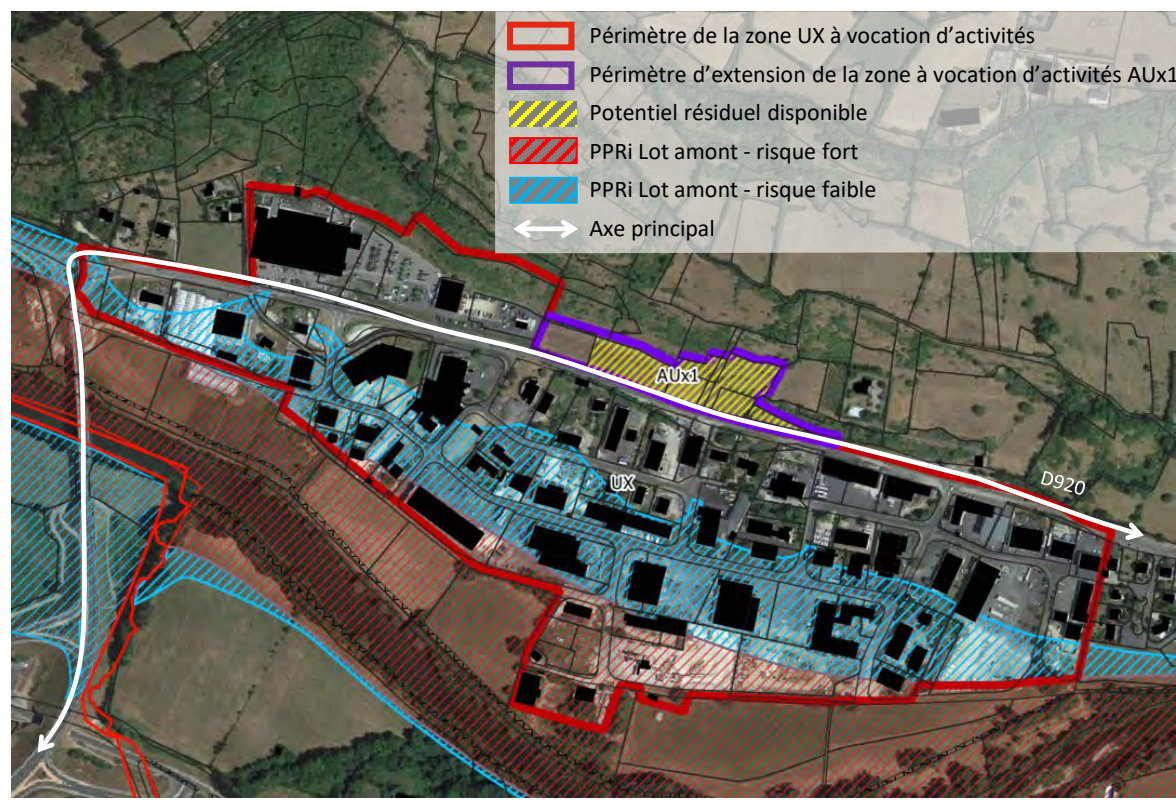 Périmètre de la zone UX à vocation d’activités
Périmètre d’extension de la zone à vocation d’activités AUx1
Potentiel résiduel disponible
PPRi Lot amont - risque fort
PPRi Lot amont - risque faible
Axe principal
AUx1
UX
D920